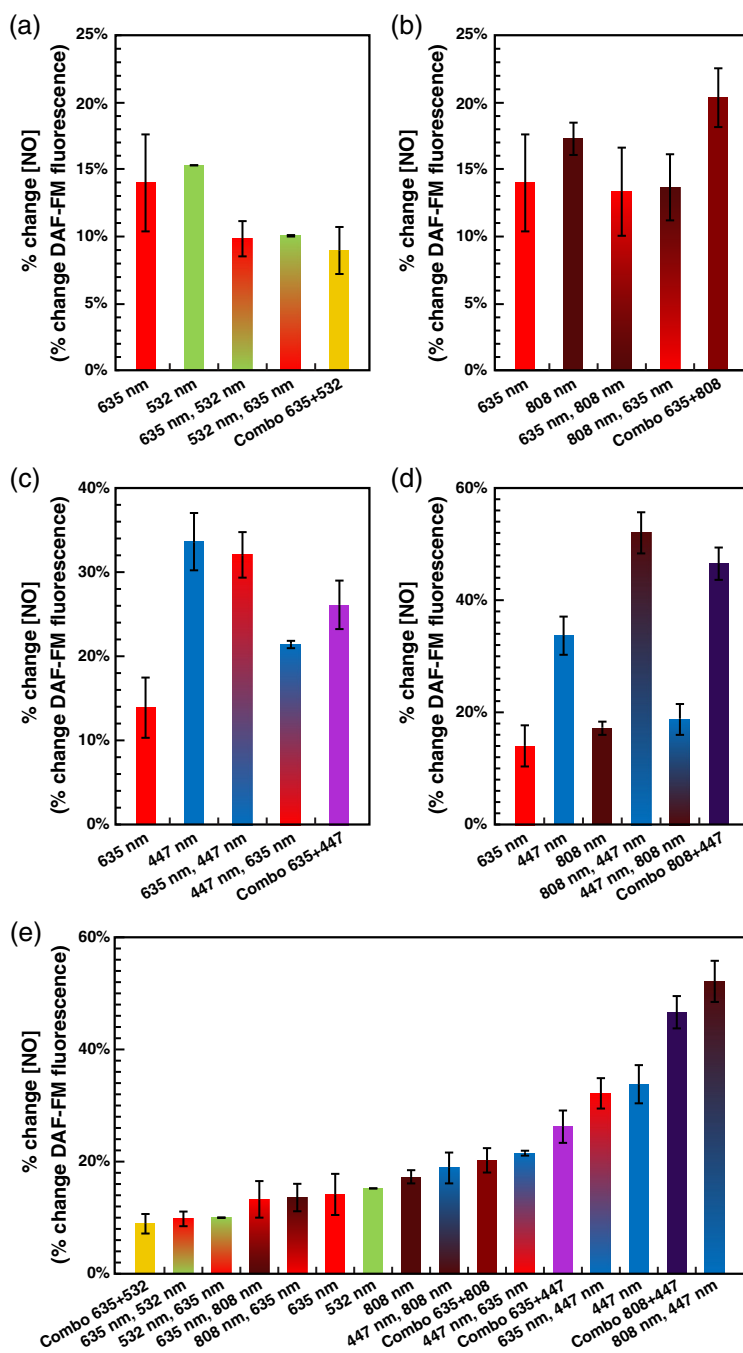 (a)
% change [NO]
(% change DAF-FM fluorescence)
25%
20%
15%
10%
5%
0%
635 nm
532 nm
635 nm, 532 nm
532 nm, 635 nm
Combo 635+532
(b)
% change [NO]
(% change DAF-FM fluorescence)
25%
20%
15%
10%
5%
0%
635 nm
808 nm
635 nm, 808 nm
808 nm, 635 nm
Combo 635+808
(c)
% change [NO]
(% change DAF-FM fluorescence)
40%
30%
20%
10%
0%
635 nm
447 nm
635 nm, 447 nm
447 nm, 635 nm
Combo 635+447
(d)
% change [NO]
(% change DAF-FM fluorescence)
60%
40%
20%
0%
635 nm
447 nm
808 nm
808 nm, 447 nm
447 nm, 808 nm
Combo 808+447
(e)
% change [NO]
(% change DAF-FM fluorescence)
60%
40%
20%
0%
Combo 635+532
635 nm, 532 nm
532 nm, 635 nm
635 nm, 808 nm
808 nm, 635 nm
635 nm
532 nm
808 nm
447 nm, 808 nm
Combo 635+808
447 nm, 635 nm
Combo 635+447
635 nm, 447 nm
447 nm
Combo 808+447
808 nm, 447 nm